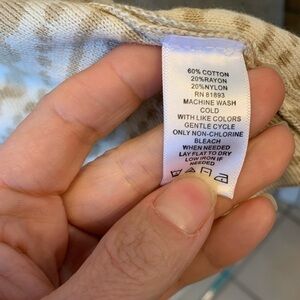 60% COTTON
20%RAYON
20%NYLON
RN 81893
MACHINE WASH
COLD
WITH LIKE COLORS
GENTLE CYCLE
ONLY NON-CHLORINE
BLEACH
WHEN NEEDED
LAY FLAT TO DRY
LOW IRON IF
NEEDED